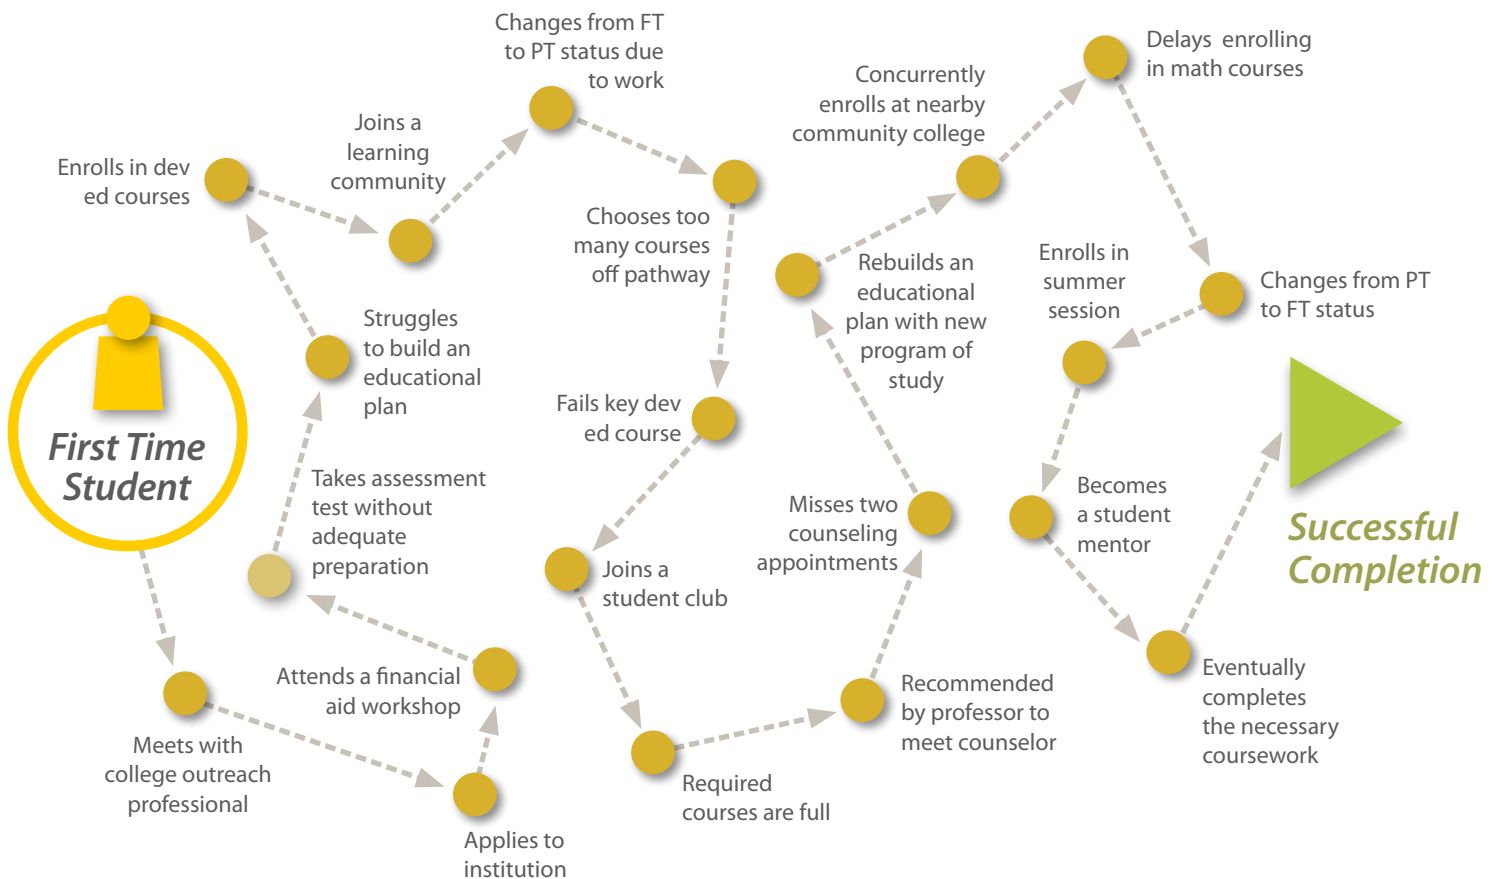 First Time
Student
Meets with
college outreach
professional
Applies to
institution
Attends a financial
aid workshop
Takes assessment
test without
adequate
preparation
Struggles
to build an
educational
plan
Enrolls in dev
ed courses
Joins a
learning
community
Changes from FT
to PT status due
to work
Chooses too
many courses
off pathway
Fails key dev
ed course
Joins a
student club
Required
courses are full
Recommended
by professor to
meet counselor
Misses two
counseling
appointments
Rebuilds an
educational
plan with new
program of
study
Concurrently
enrolls at nearby
community college
Delays enrolling
in math courses
Changes from PT
to FT status
Enrolls in
summer
session
Becomes
a student
mentor
Eventually
completes
the necessary
coursework
Successful
Completion